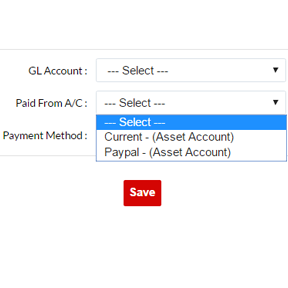 GL Account : --- Select ---
Paid From A/C : --- Select ---
--- Select ---
Payment Method : Current - (Asset Account)
Paypal - (Asset Account)
Save